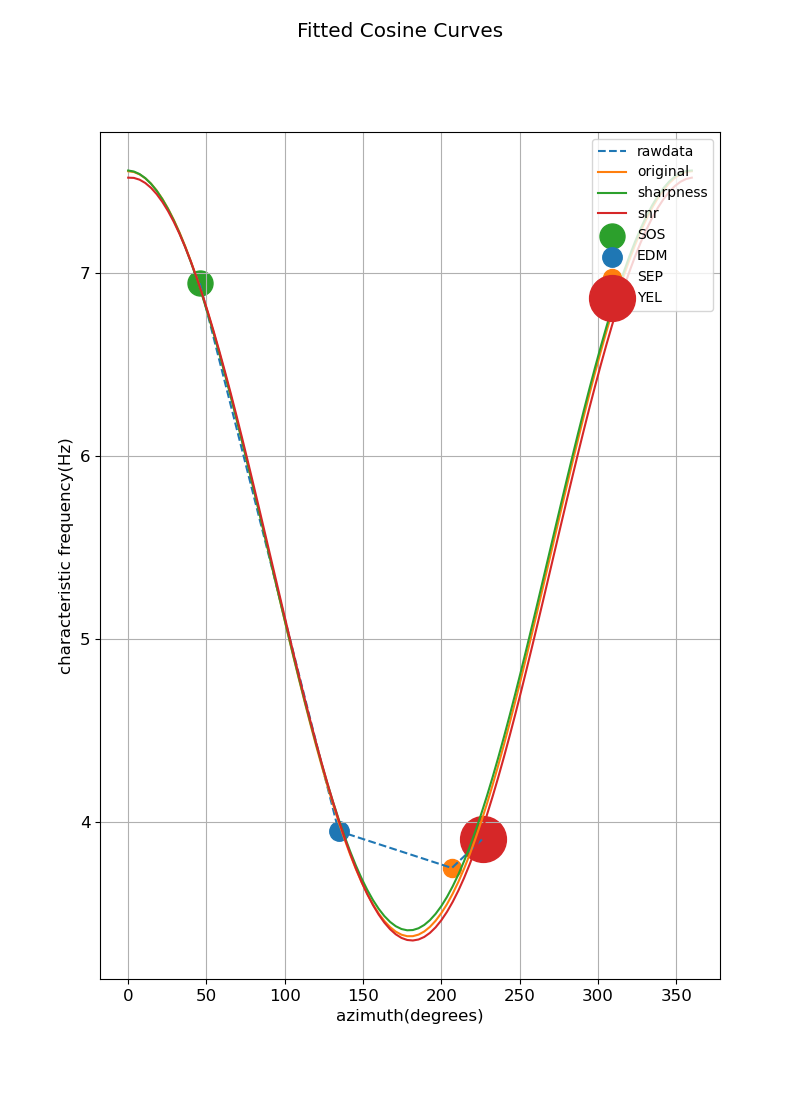 Fitted Cosine Curves
rawdata
original
sharpness
snr
SOS
EDM
SEP
YEL
7
6
5
4
characteristic frequency(Hz)
0 50 100 150 200 250 300 350
azimuth(degrees)